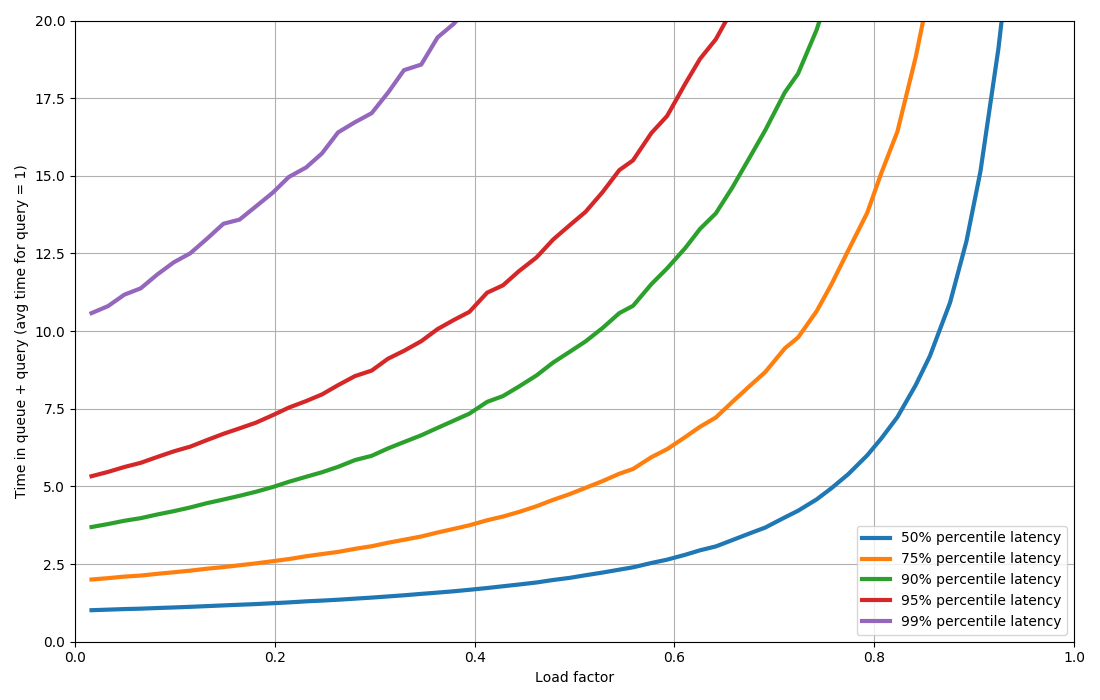 20.0
17.5
15.0
12.5
10.0
7.5
5.0
2.5
0.0
Time in queue + query (avg time for query = 1)
50% percentile latency
75% percentile latency
90% percentile latency
95% percentile latency
99% percentile latency
0.0 0.2 0.4 0.6 0.8 1.0
Load factor